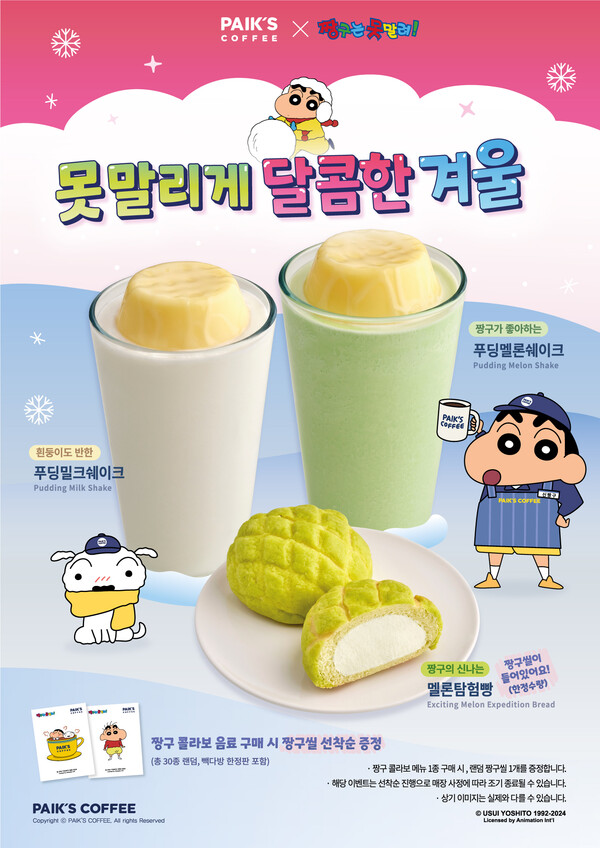 PAIK'S COFFEE × 짱구는 못말려!
못말리게 달콤한 겨울
짱구가 좋아하는
푸딩멜론쉐이크
Pudding Melon Shake
PAIK'S COFFEE
흰둥이도 반한
푸딩밀크쉐이크
Pudding Milk Shake
PAIK'S COFFEE
짱구의 신나는
멜론탐험빵
Exciting Melon Expedition Bread
짱구씰이
들어있어요!
(한정수량)
짱구 콜라보 음료 구매 시 짱구씰 선착순 증정
(총 30종 랜덤, 빽다방 한정판 포함)
· 짱구 콜라보 메뉴 1종 구매 시, 랜덤 짱구씰 1개를 증정합니다.
· 해당 이벤트는 선착순 진행으로 매장 사정에 따라 조기 종료될 수 있습니다.
· 상기 이미지는 실제와 다를 수 있습니다.
PAIK'S COFFEE
Copyright © PAIK'S COFFEE. All rights Reserved
© USUI YOSHITO 1992-2024
Licensed by Animation Int'l